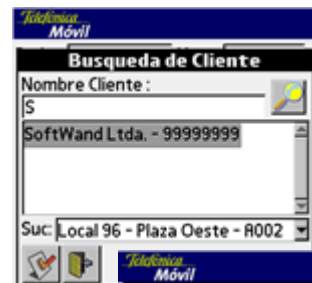 Telefónica
Móvil
Busqueda de Cliente
Nombre Cliente :
S
SoftWand Ltda. - 99999999
Suc: Local 96 - Plaza Oeste - A002
Telefónica
Móvil